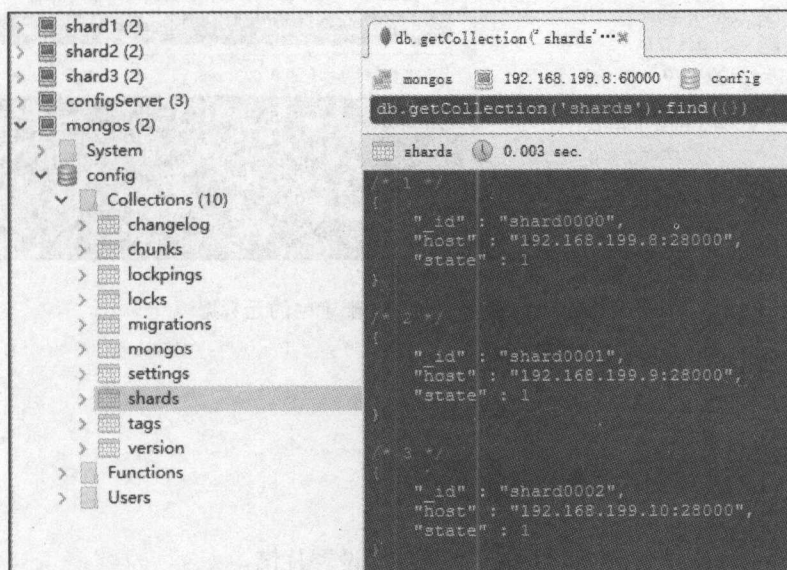 shard1 (2)
shard2 (2)
shard3 (2)
configServer (3)
mongos (2)
System
config
Collections (10)
changelog
chunks
lockpings
locks
migrations
mongos
settings
shards
tags
version
Functions
Users
db.getCollection('shards'...
mongos 192.168.199.8:60000 config
db.getCollection('shards').find({})
shards 0.003 sec.
/* 1 */
{
"_id" : "shard0000",
"host" : "192.168.199.8:28000",
"state" : 1
}
/* 2 */
{
"_id" : "shard0001",
"host" : "192.168.199.9:28000",
"state" : 1
}
/* 3 */
{
"_id" : "shard0002",
"host" : "192.168.199.10:28000",
"state" : 1
}